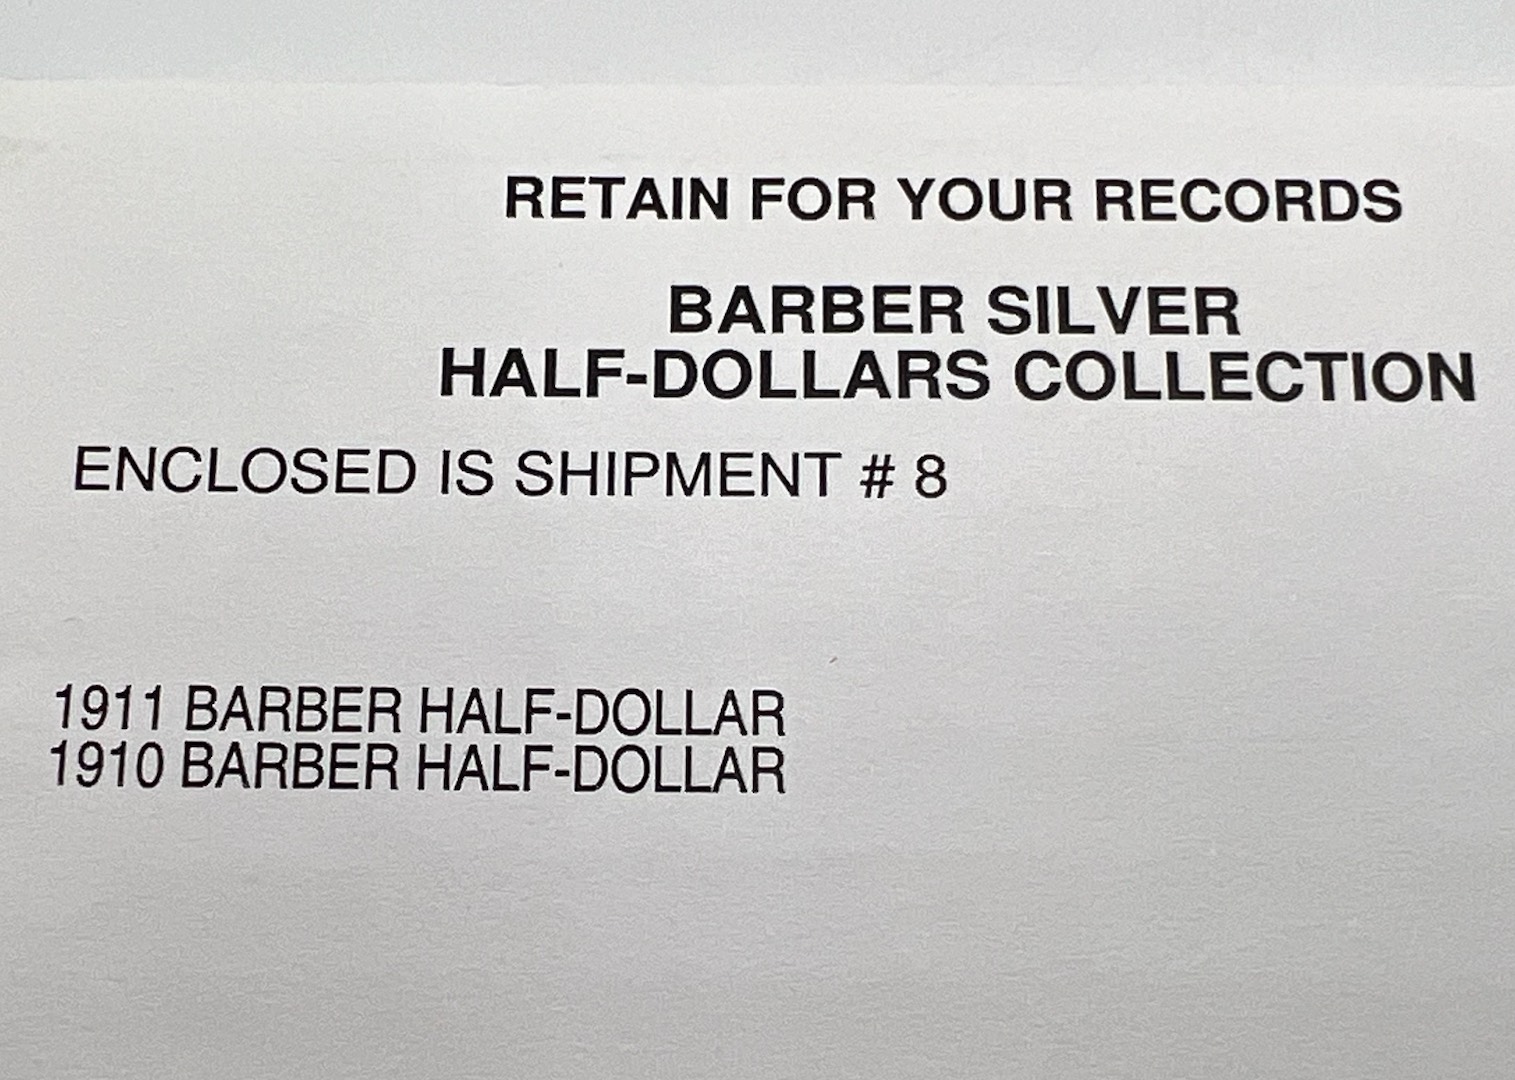 RETAIN FOR YOUR RECORDS
BARBER SILVER
HALF-DOLLARS COLLECTION
ENCLOSED IS SHIPMENT # 8
1911 BARBER HALF-DOLLAR
1910 BARBER HALF-DOLLAR